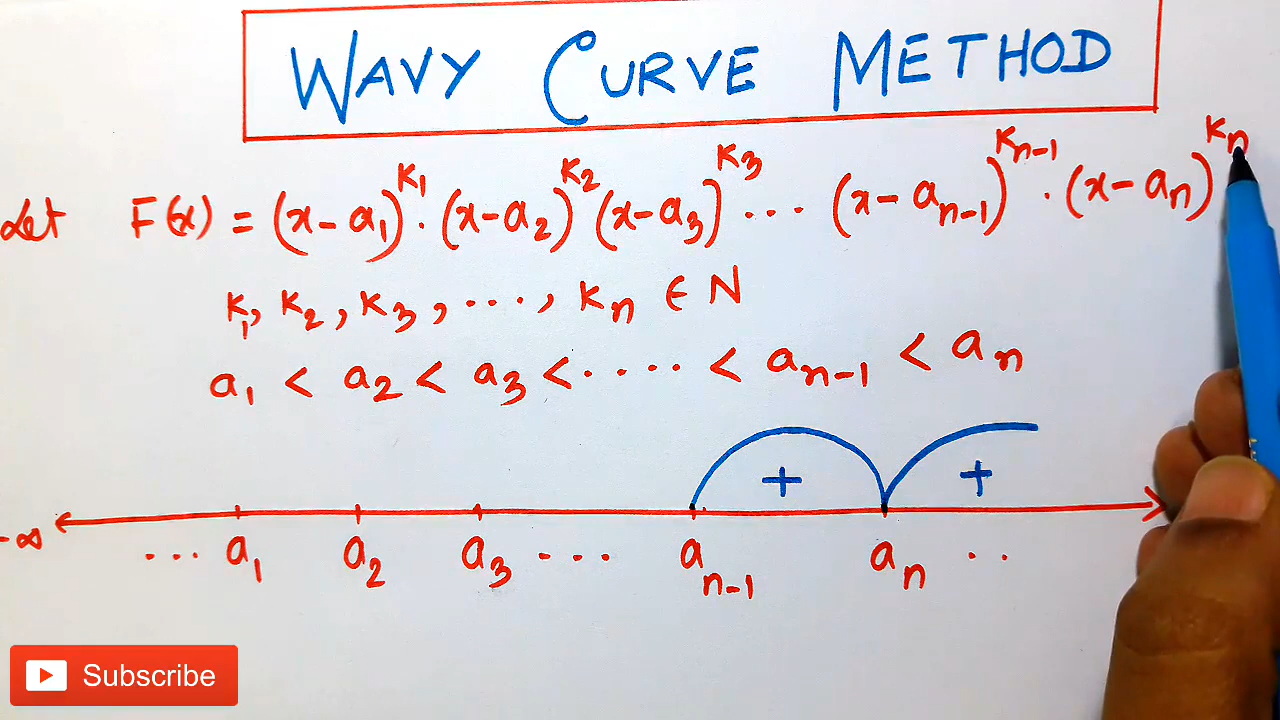 WAVY CURVE METHOD
Let F(x) = (x-a₁)^K₁ . (x-a₂)^K₂ (x-a₃)^K₃ ... (x-aₙ₋₁)^Kₙ₋₁ . (x-aₙ)^Kₙ
K₁, K₂, K₃, ...., Kₙ ∈ N
a₁ < a₂ < a₃ < ..... < aₙ₋₁ < aₙ
+ +
-∞ ... a₁ a₂ a₃ ... aₙ₋₁ aₙ ..
Subscribe